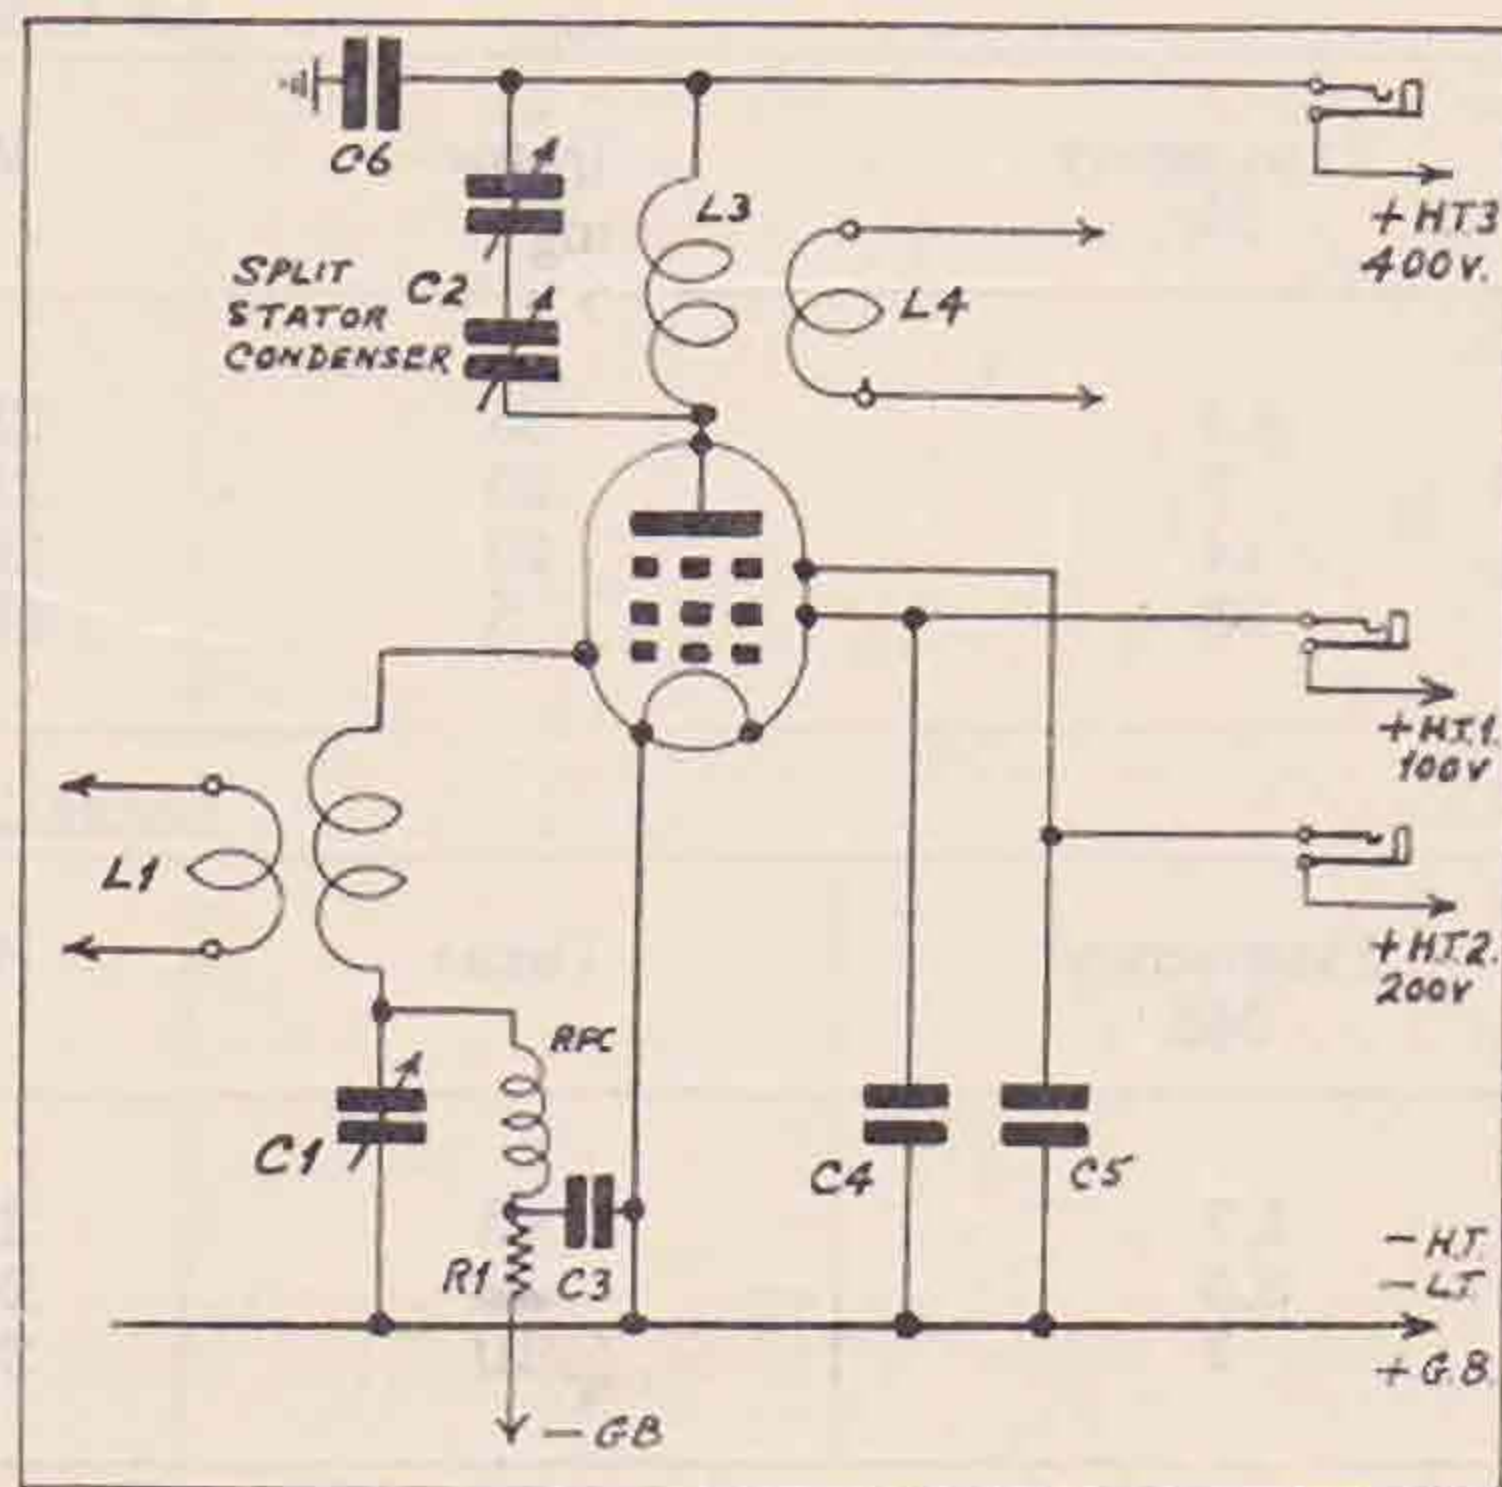 C6
+ H.T.3
400V.
L3
SPLIT
STATOR
CONDENSER
C2
L4
+ H.T.1.
100V
L1
+ H.T.2.
200V
RFC
C1
C4
C5
R1
C3
- H.T.
- L.T.
+ G.B.
- GB